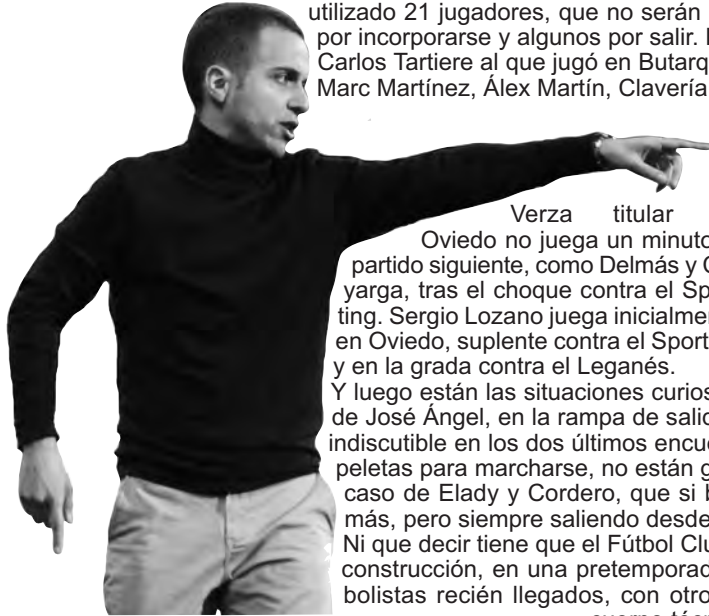 utilizado 21 jugadores, que no serán
por incorporarse y algunos por salir.
Carlos Tartiere al que jugó en Butarq
Marc Martínez, Álex Martín, Clavería
Verza titular
Oviedo no juega un minuto
partido siguiente, como Delmás y
yarga, tras el choque contra el Sp
ting. Sergio Lozano juega inicialmen
en Oviedo, suplente contra el Sport
y en la grada contra el Leganés.
Y luego están las situaciones curios
de José Ángel, en la rampa de salid
indiscutible en los dos últimos encue
peletas para marcharse, no están g
caso de Elady y Cordero, que si b
más, pero siempre saliendo desde
Ni que decir tiene que el Fútbol Clu
construcción, en una pretemporad
bolistas recién llegados, con otro